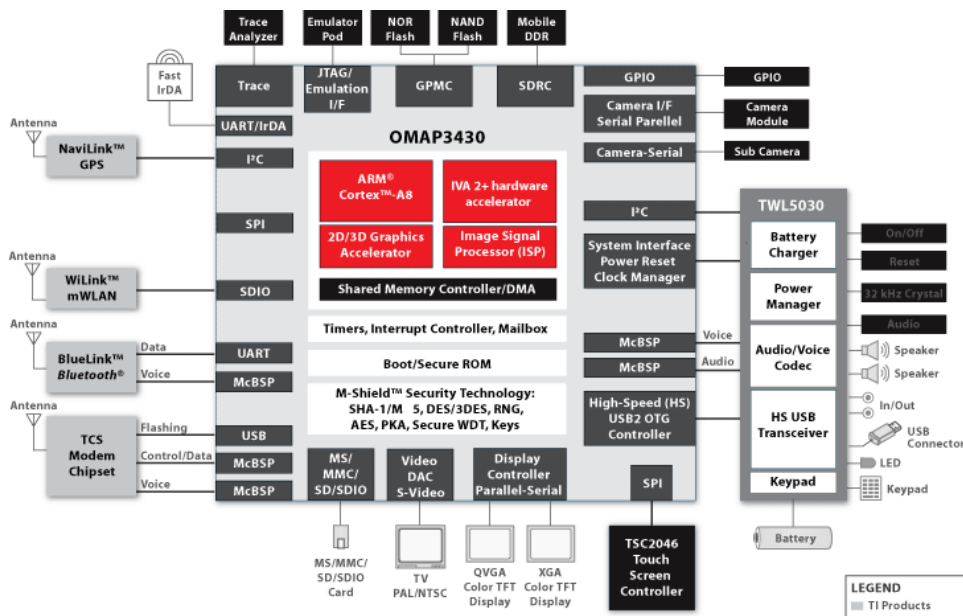 Trace
Analyzer
Emulator
Pod
NOR
Flash
NAND
Flash
Mobile
DDR
Fast
IrDA
Trace
JTAG/
Emulation
I/F
GPMC
SDRC
GPIO
GPIO
Camera I/F
Serial Parellel
Camera
Module
Camera-Serial
Sub Camera
UART/IrDA
OMAP3430
Antenna
NaviLink™
GPS
I²C
SPI
ARM®
Cortex™-A8
IVA 2+ hardware
accelerator
2D/3D Graphics
Accelerator
Image Signal
Processor (ISP)
Shared Memory Controller/DMA
Antenna
WiLink™
mWLAN
SDIO
Timers, Interrupt Controller, Mailbox
Boot/Secure ROM
M-Shield™ Security Technology:
SHA-1/M 5, DES/3DES, RNG,
AES, PKA, Secure WDT, Keys
Antenna
BlueLink™
Bluetooth®
Data
Voice
UART
McBSP
Antenna
TCS
Modem
Chipset
Flashing
Control/Data
Voice
USB
McBSP
McBSP
I²C
System Interface
Power Reset
Clock Manager
McBSP
McBSP
Voice
Audio
High-Speed (HS)
USB2 OTG
Controller
TWL5030
Battery
Charger
Power
Manager
Audio/Voice
Codec
HS USB
Transceiver
Keypad
On/Off
Reset
32 kHz Crystal
Audio
Speaker
Speaker
In/Out
USB
Connector
LED
Keypad
Battery
MS/
MMC/
SD/SDIO
Video
DAC
S-Video
Display
Controller
Parallel-Serial
SPI
MS/MMC/
SD/SDIO
Card
TV
PAL/NTSC
QVGA
Color TFT
Display
XGA
Color TFT
Display
TSC2046
Touch
Screen
Controller
LEGEND
TI Products